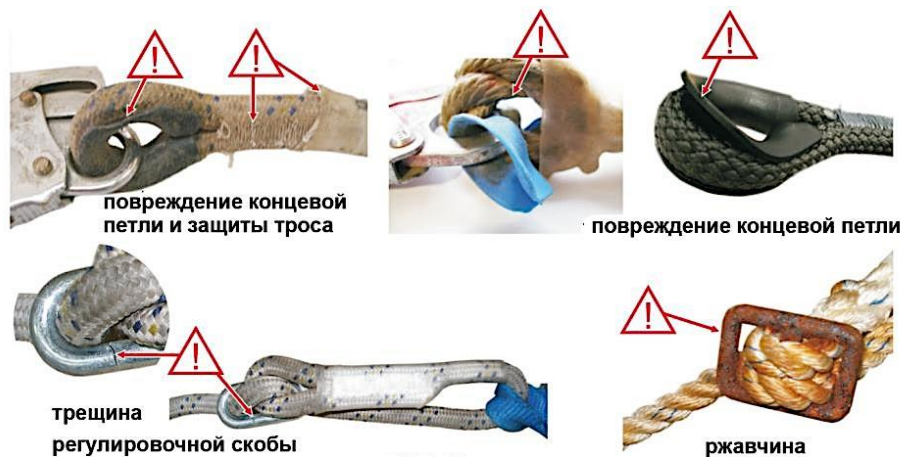 повреждение концевой
петли и защиты троса
повреждение концевой петли
трещина
регулировочной скобы
ржавчина